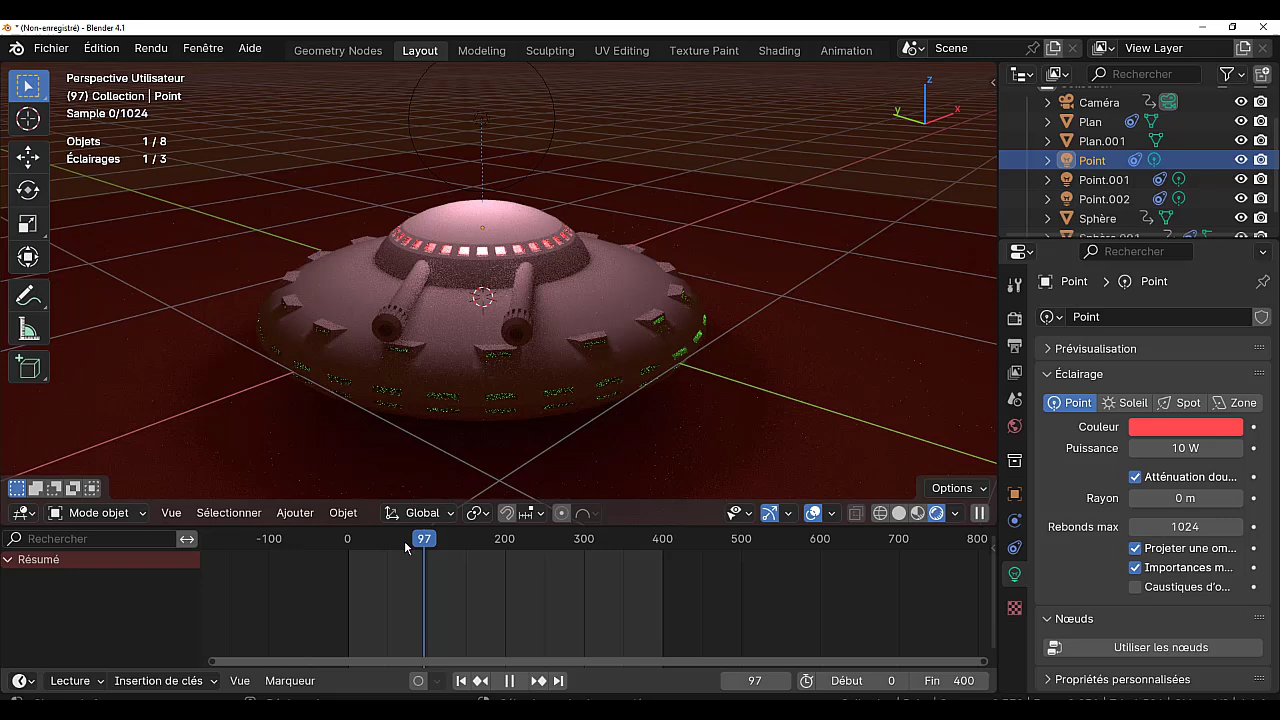 * (Non-enregistré) - Blender 4.1
Fichier Édition Rendu Fenêtre Aide Geometry Nodes Layout Modeling Sculpting UV Editing Texture Paint Shading Animation Scene View Layer
Perspective Utilisateur
(97) Collection | Point
Sample 0/1024
Objets 1 / 8
Éclairages 1 / 3
z
y
x
Options
Mode objet Vue Sélectionner Ajouter Objet Global
Rechercher -100 0 97 200 300 400 500 600 700 800
Résumé
Lecture Insertion de clés Vue Marqueur 97 Début 0 Fin 400
Rechercher
Caméra
Plan
Plan.001
Point
Point.001
Point.002
Sphère
Sphère.001
Rechercher
Point > Point
Point
Prévisualisation
Éclairage
Point Soleil Spot Zone
Couleur
Puissance 10 W
Atténuation dou...
Rayon 0 m
Rebonds max 1024
Projeter une om...
Importances m...
Caustiques d'o...
Nœuds
Utiliser les nœuds
Propriétés personnalisées